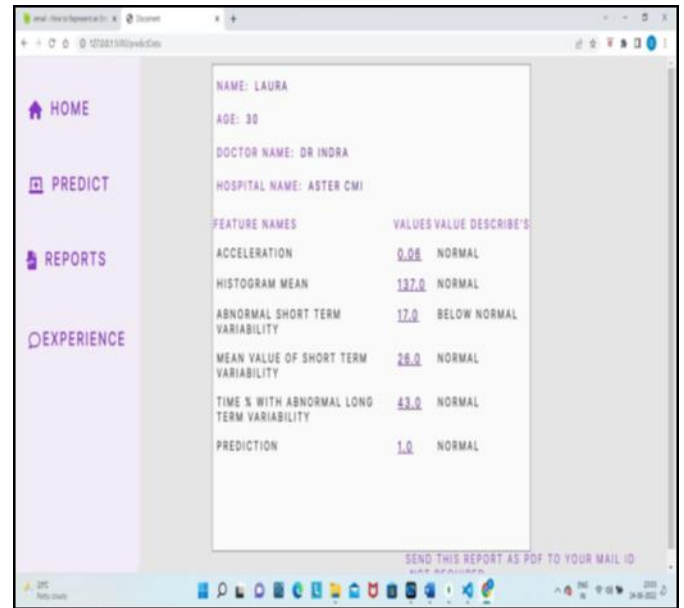 Document
HOME
PREDICT
REPORTS
EXPERIENCE
NAME: LAURA
AGE: 30
DOCTOR NAME: DR INDRA
HOSPITAL NAME: ASTER CMI
FEATURE NAMES VALUES VALUE DESCRIBE'S
ACCELERATION 0.06 NORMAL
HISTOGRAM MEAN 137.0 NORMAL
ABNORMAL SHORT TERM 17.0 BELOW NORMAL
VARIABILITY
MEAN VALUE OF SHORT TERM 26.0 NORMAL
VARIABILITY
TIME % WITH ABNORMAL LONG 43.0 NORMAL
TERM VARIABILITY
PREDICTION 1.0 NORMAL
SEND THIS REPORT AS PDF TO YOUR MAIL ID